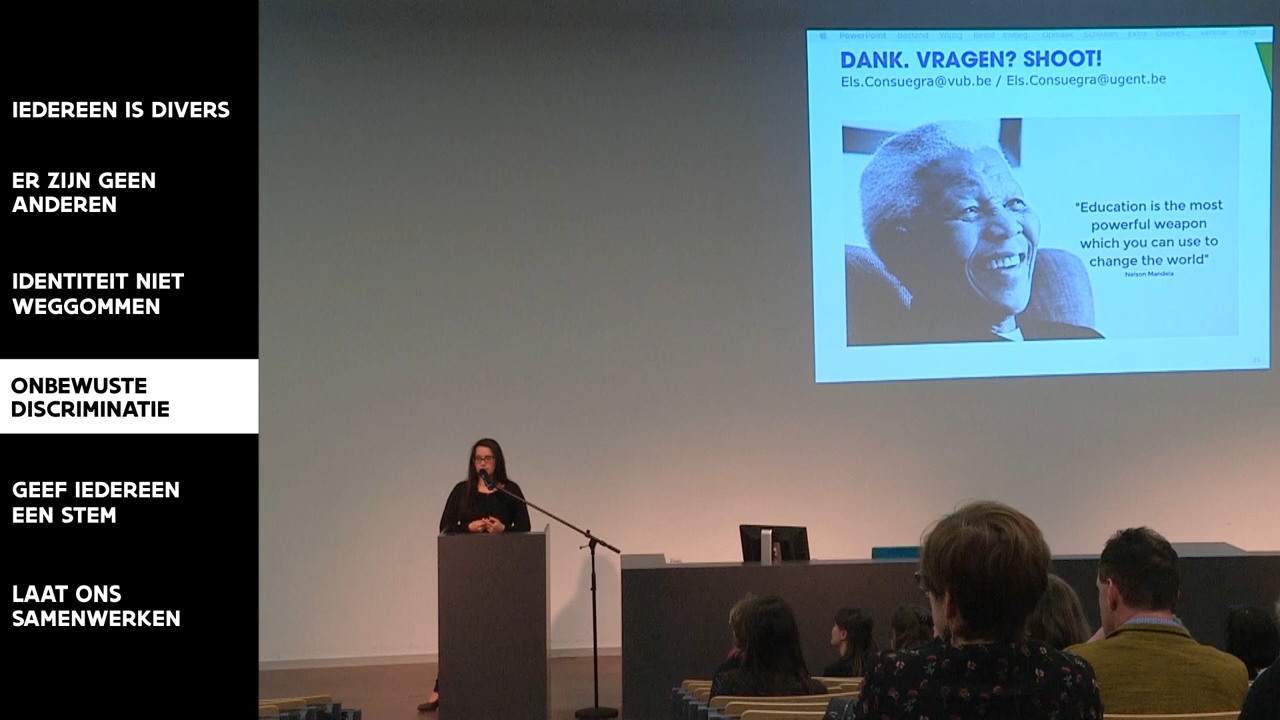 IEDEREEN IS DIVERS
ER ZIJN GEEN
ANDEREN
IDENTITEIT NIET
WEGGOMMEN
ONBEWUSTE
DISCRIMINATIE
GEEF IEDEREEN
EEN STEM
LAAT ONS
SAMENWERKEN
PowerPoint Bestand
DANK. VRAGEN? SHOOT!
Els.Consuegra@vub.be / Els.Consuegra@ugent.be
"Education is the most
powerful weapon
which you can use to
change the world"
Nelson Mandela